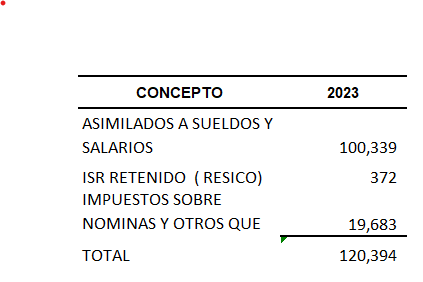 CONCEPTO 2023
ASIMILADOS A SUELDOS Y
SALARIOS 100,339
ISR RETENIDO ( RESICO) 372
IMPUESTOS SOBRE
NOMINAS Y OTROS QUE 19,683
TOTAL 120,394